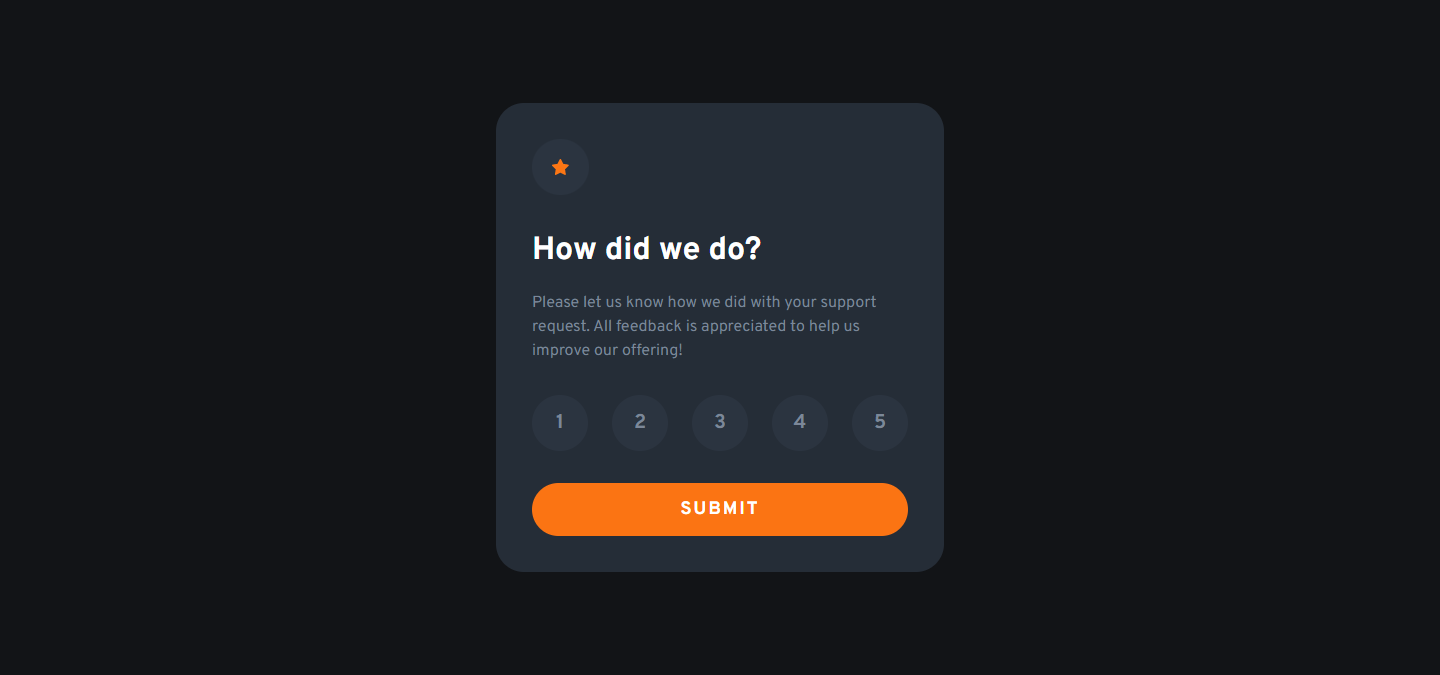 How did we do?
Please let us know how we did with your support
request. All feedback is appreciated to help us
improve our offering!
1 2 3 4 5
SUBMIT